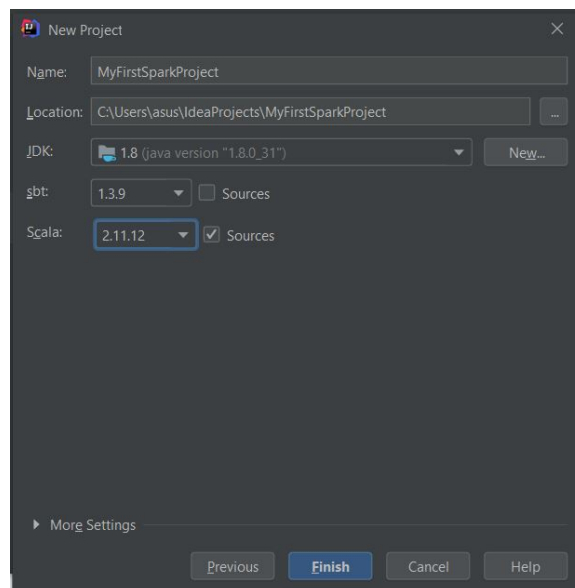 New Project
Name: MyFirstSparkProject
Location: C:\Users\asus\IdeaProjects\MyFirstSparkProject ...
JDK: 1.8 (java version "1.8.0_31") New...
sbt: 1.3.9 Sources
Scala: 2.11.12 Sources
More Settings
Previous Finish Cancel Help